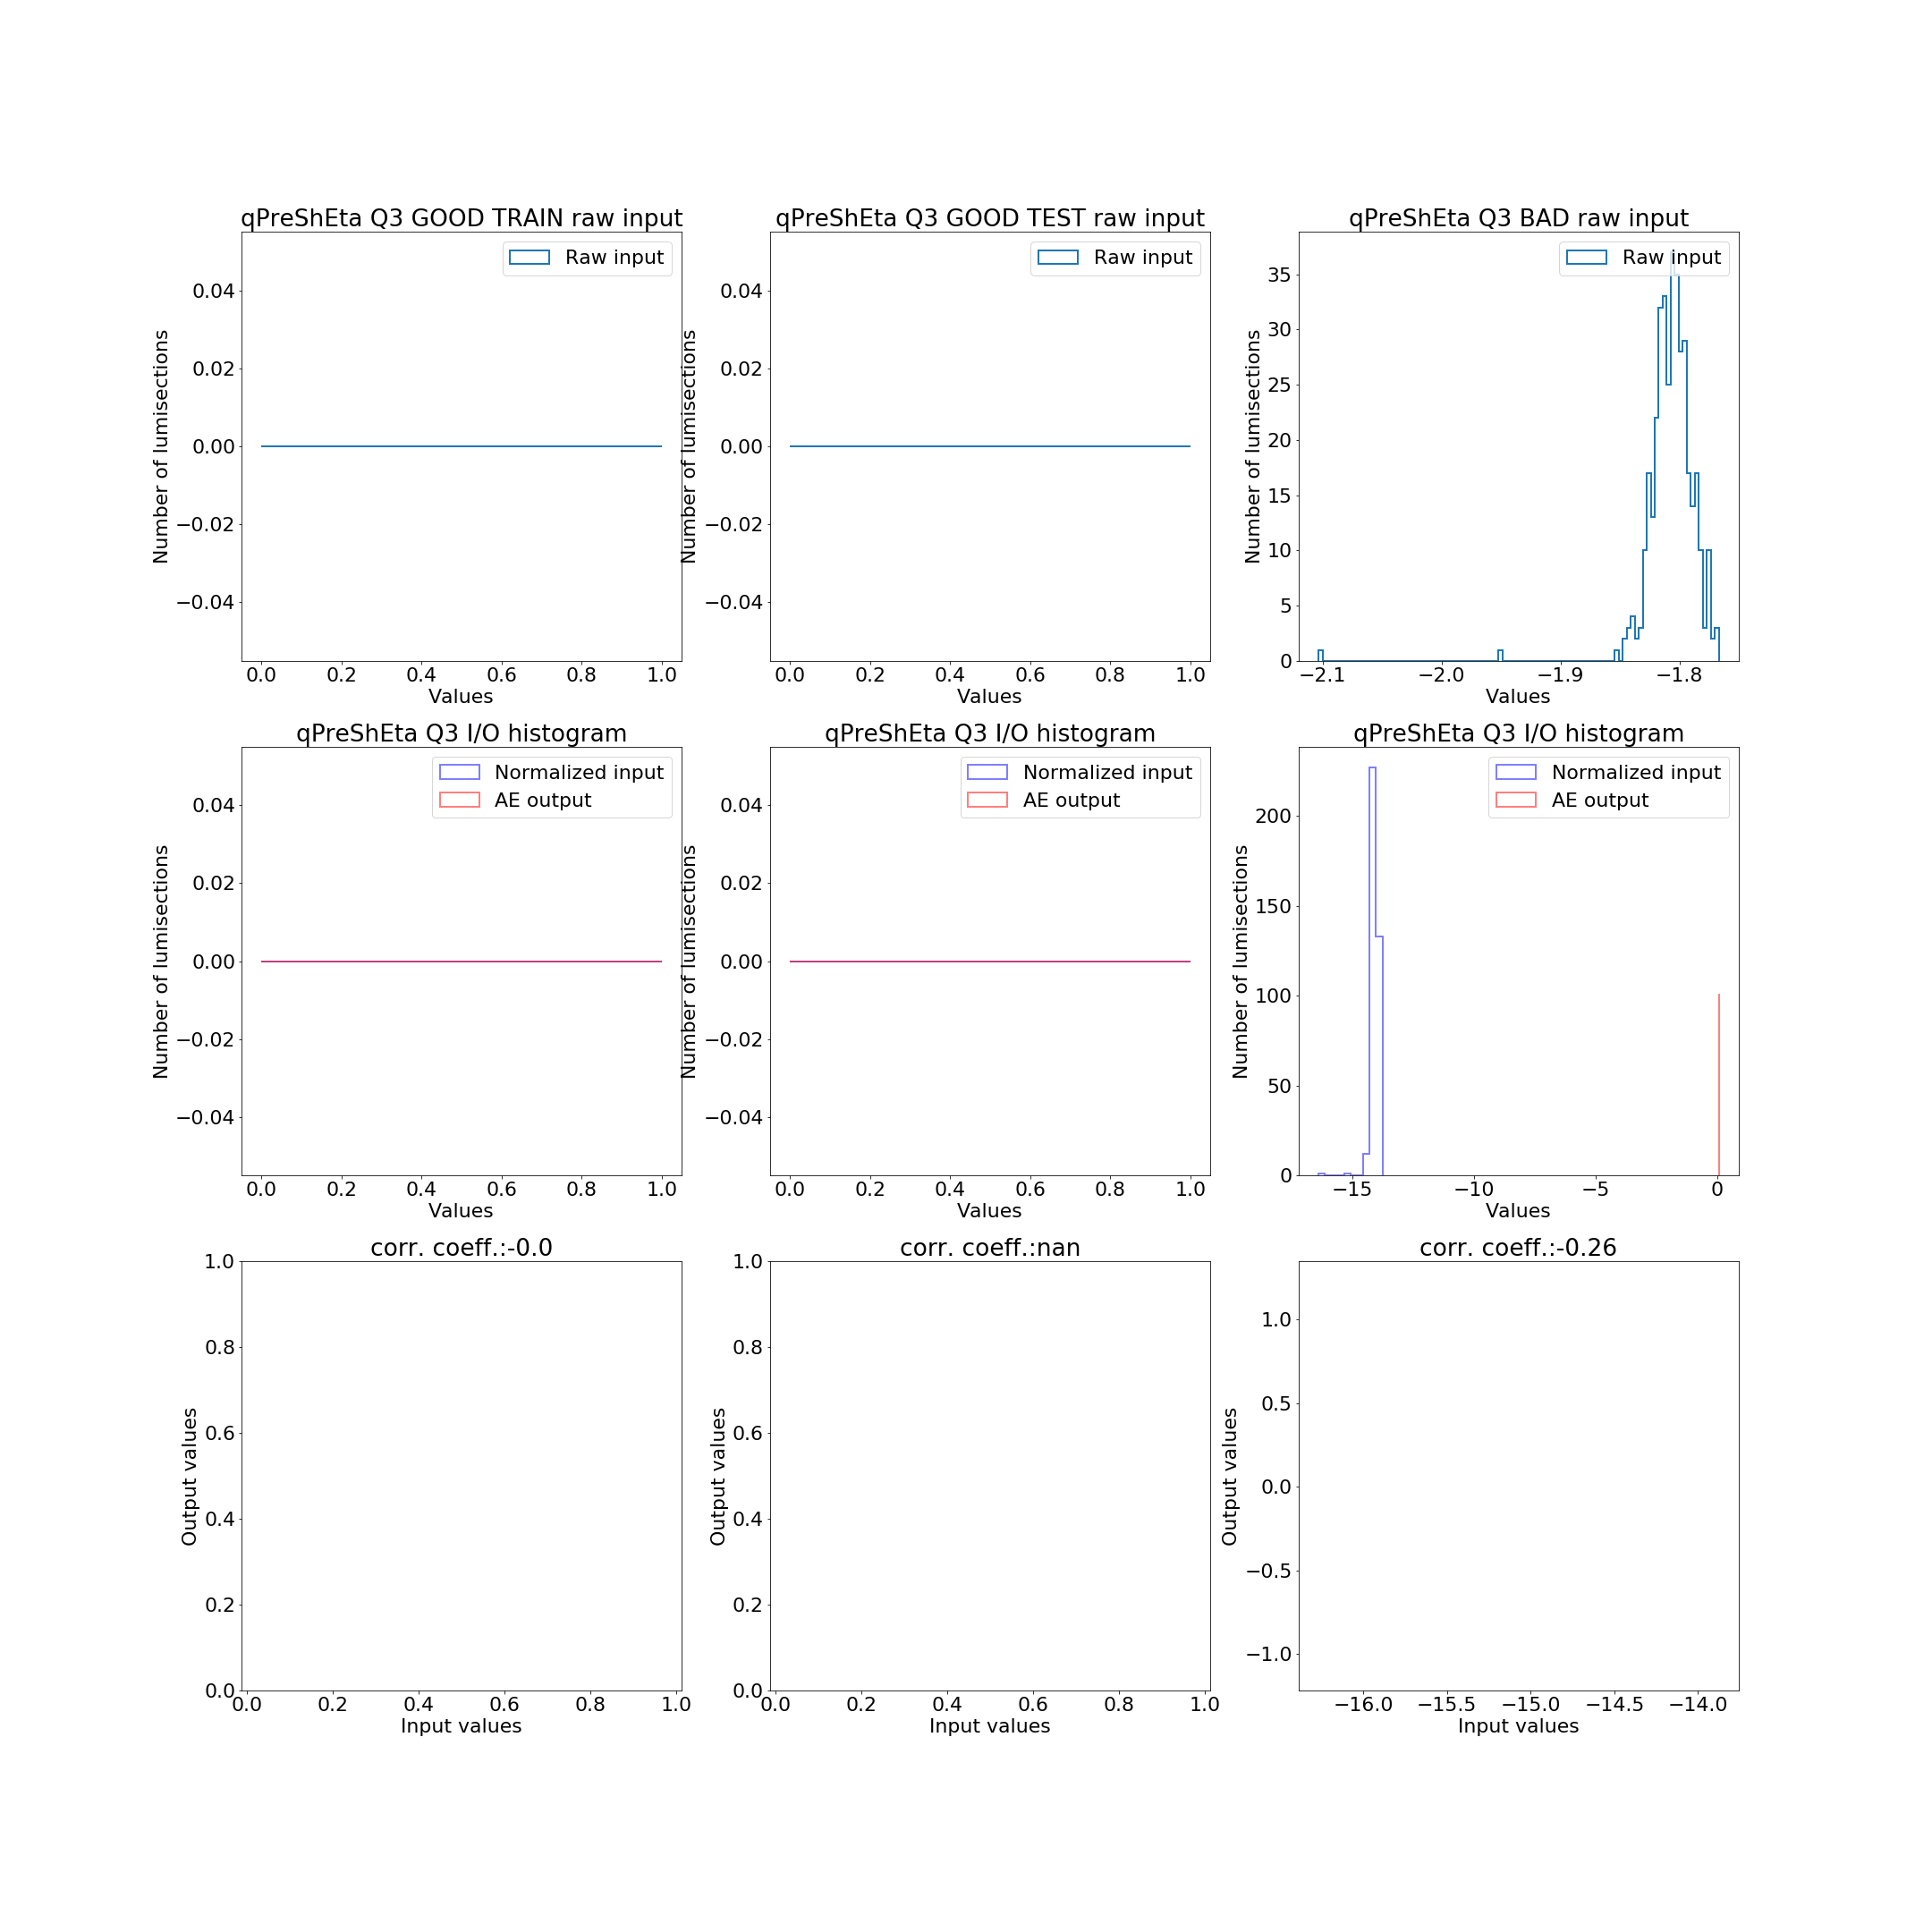 qPreShEta Q3 GOOD TRAIN raw input
Raw input
0.04
0.02
0.00
−0.02
−0.04
Number of lumisections
0.0 0.2 0.4 0.6 0.8 1.0
Values
qPreShEta Q3 GOOD TEST raw input
Raw input
0.04
0.02
0.00
−0.02
−0.04
Number of lumisections
0.0 0.2 0.4 0.6 0.8 1.0
Values
qPreShEta Q3 BAD raw input
Raw input
35
30
25
20
15
10
5
0
Number of lumisections
−2.1 −2.0 −1.9 −1.8
Values
qPreShEta Q3 I/O histogram
Normalized input
AE output
0.04
0.02
0.00
−0.02
−0.04
Number of lumisections
0.0 0.2 0.4 0.6 0.8 1.0
Values
qPreShEta Q3 I/O histogram
Normalized input
AE output
0.04
0.02
0.00
−0.02
−0.04
Number of lumisections
0.0 0.2 0.4 0.6 0.8 1.0
Values
qPreShEta Q3 I/O histogram
Normalized input
AE output
200
150
100
50
0
Number of lumisections
−15 −10 −5 0
Values
corr. coeff.:-0.0
1.0
0.8
0.6
0.4
0.2
0.0
Output values
0.0 0.2 0.4 0.6 0.8 1.0
Input values
corr. coeff.:nan
1.0
0.8
0.6
0.4
0.2
0.0
Output values
0.0 0.2 0.4 0.6 0.8 1.0
Input values
corr. coeff.:-0.26
1.0
0.5
0.0
−0.5
−1.0
Output values
−16.0 −15.5 −15.0 −14.5 −14.0
Input values